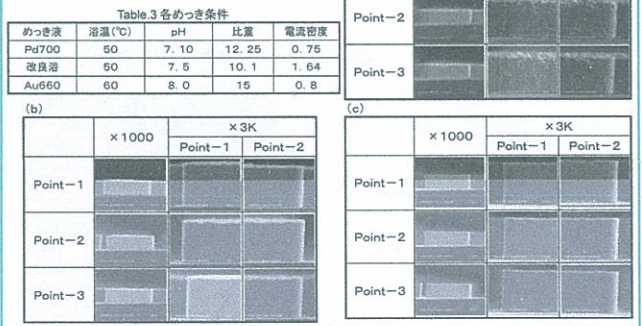 Table.3 各めっき条件
めっき液 浴温(℃) pH 比重 電流密度
Pd700 50 7.10 12.25 0.75
改良浴 50 7.5 10.1 1.64
Au660 60 8.0 15 0.8
Point-2
Point-3
(b)
×1000 ×3K
Point-1 Point-2
Point-1
Point-2
Point-3
(c)
×1000 ×3K
Point-1 Point-2
Point-1
Point-2
Point-3